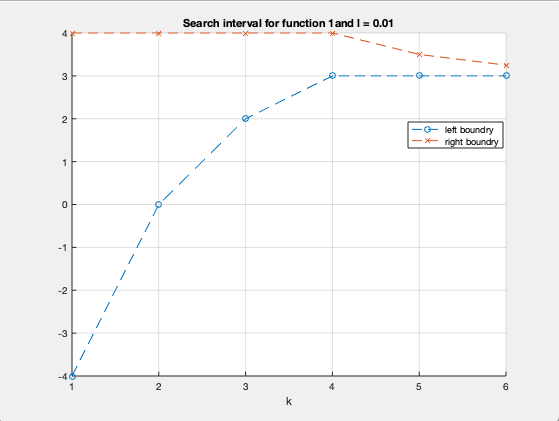 Search interval for function 1and l = 0.01
4
3
2
1
0
-1
-2
-3
-4
left boundry
right boundry
1 2 3 4 5 6
k